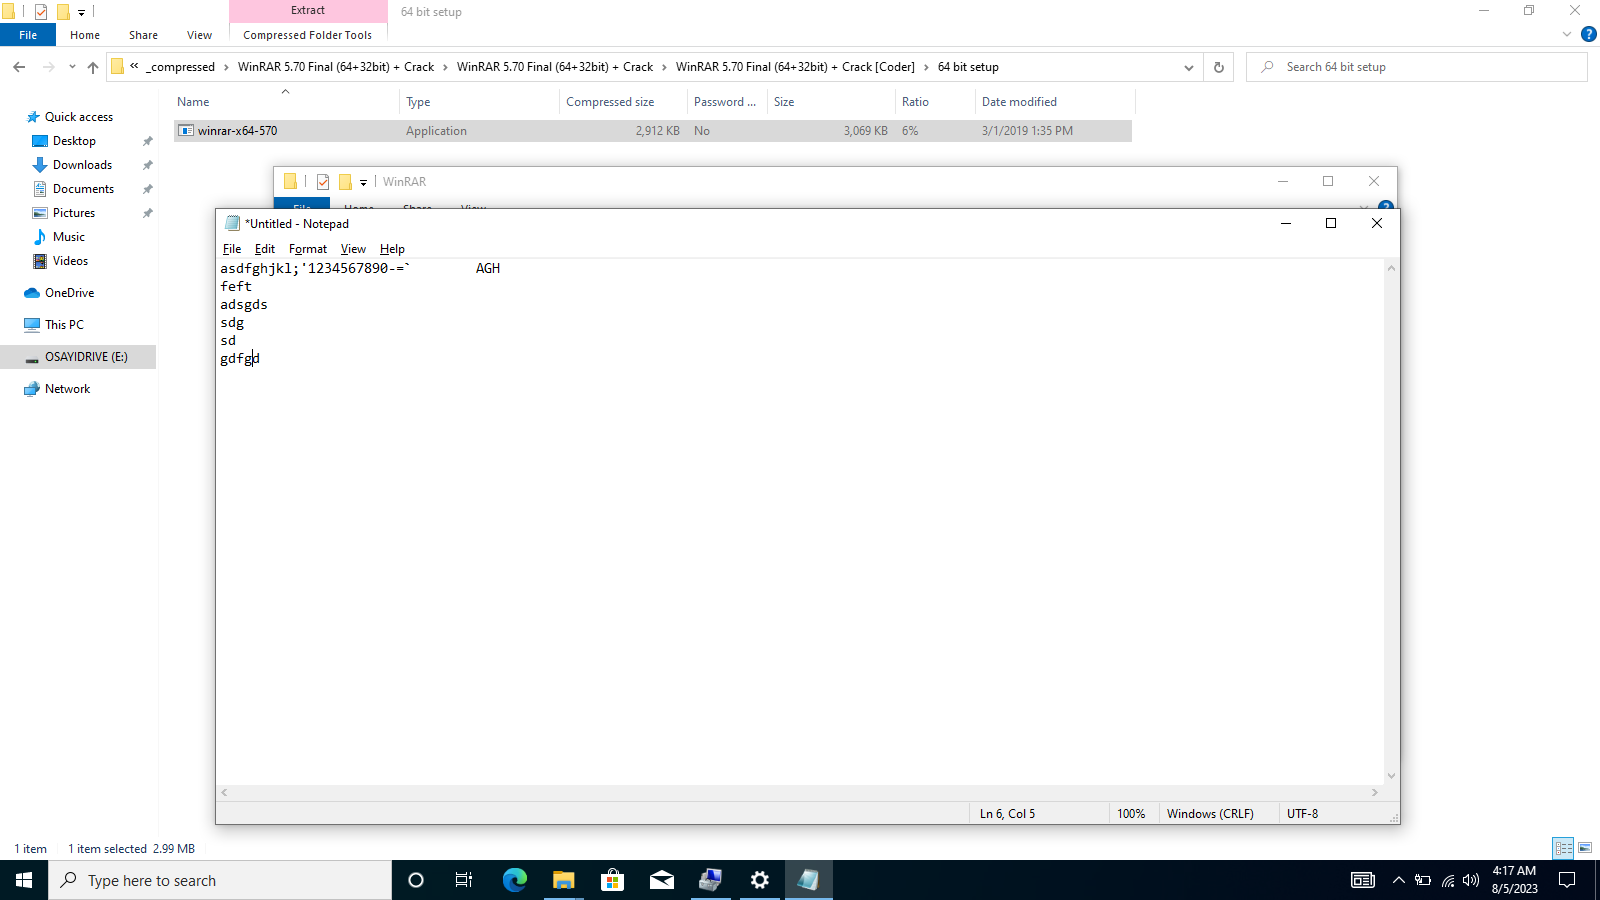 Extract
64 bit setup
File Home Share View Compressed Folder Tools
« _compressed › WinRAR 5.70 Final (64+32bit) + Crack › WinRAR 5.70 Final (64+32bit) + Crack › WinRAR 5.70 Final (64+32bit) + Crack [Coder] › 64 bit setup
Search 64 bit setup
Name Type Compressed size Password ... Size Ratio Date modified
winrar-x64-570 Application 2,912 KB No 3,069 KB 6% 3/1/2019 1:35 PM
Quick access
Desktop
Downloads
Documents
Pictures
Music
Videos
OneDrive
This PC
OSAYIDRIVE (E:)
Network
WinRAR
File Home Share View
*Untitled - Notepad
File Edit Format View Help
asdfghjkl;'1234567890-=` AGH
feft
adsgds
sdg
sd
gdfgd
Ln 6, Col 5 100% Windows (CRLF) UTF-8
1 item 1 item selected 2.99 MB
Type here to search
4:17 AM
8/5/2023